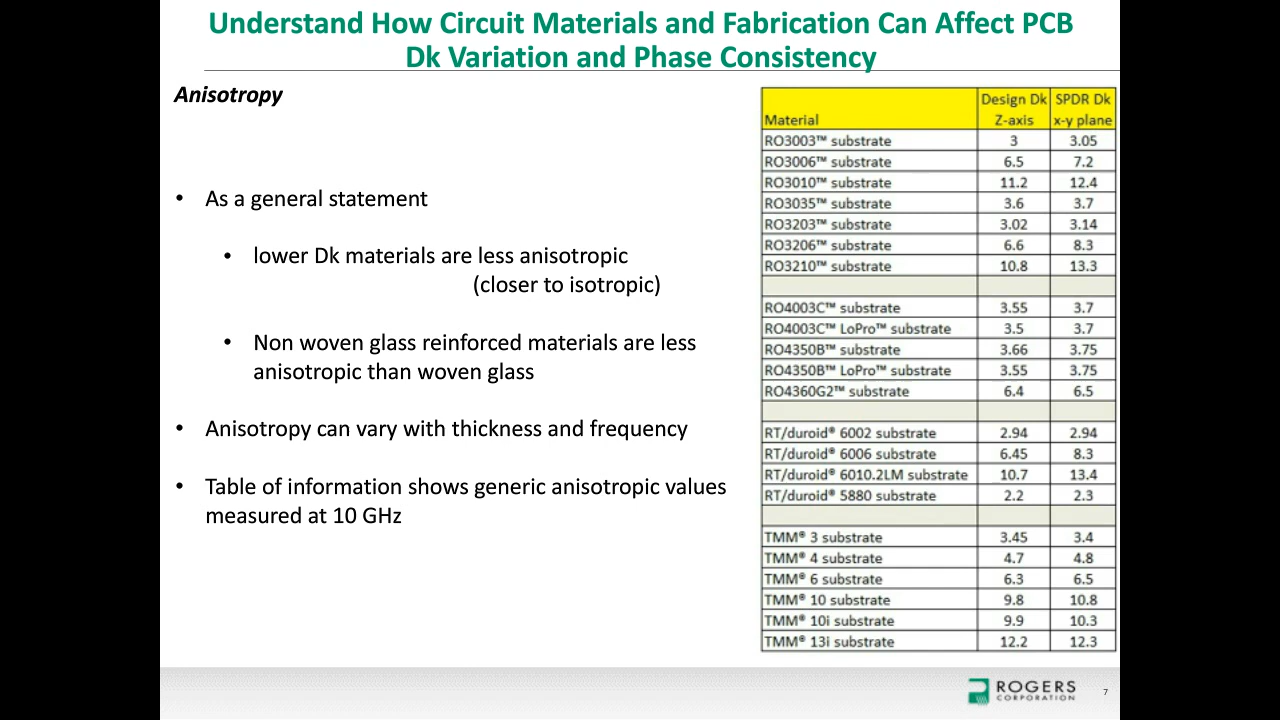 Understand How Circuit Materials and Fabrication Can Affect PCB
Dk Variation and Phase Consistency
Anisotropy
• As a general statement
• lower Dk materials are less anisotropic
(closer to isotropic)
• Non woven glass reinforced materials are less
anisotropic than woven glass
• Anisotropy can vary with thickness and frequency
• Table of information shows generic anisotropic values
measured at 10 GHz
Design Dk SPDR Dk
Material Z-axis x-y plane
RO3003™ substrate 3 3.05
RO3006™ substrate 6.5 7.2
RO3010™ substrate 11.2 12.4
RO3035™ substrate 3.6 3.7
RO3203™ substrate 3.02 3.14
RO3206™ substrate 6.6 8.3
RO3210™ substrate 10.8 13.3
RO4003C™ substrate 3.55 3.7
RO4003C™ LoPro™ substrate 3.5 3.7
RO4350B™ substrate 3.66 3.75
RO4350B™ LoPro™ substrate 3.55 3.75
RO4360G2™ substrate 6.4 6.5
RT/duroid® 6002 substrate 2.94 2.94
RT/duroid® 6006 substrate 6.45 8.3
RT/duroid® 6010.2LM substrate 10.7 13.4
RT/duroid® 5880 substrate 2.2 2.3
TMM® 3 substrate 3.45 3.4
TMM® 4 substrate 4.7 4.8
TMM® 6 substrate 6.3 6.5
TMM® 10 substrate 9.8 10.8
TMM® 10i substrate 9.9 10.3
TMM® 13i substrate 12.2 12.3
ROGERS
CORPORATION
7